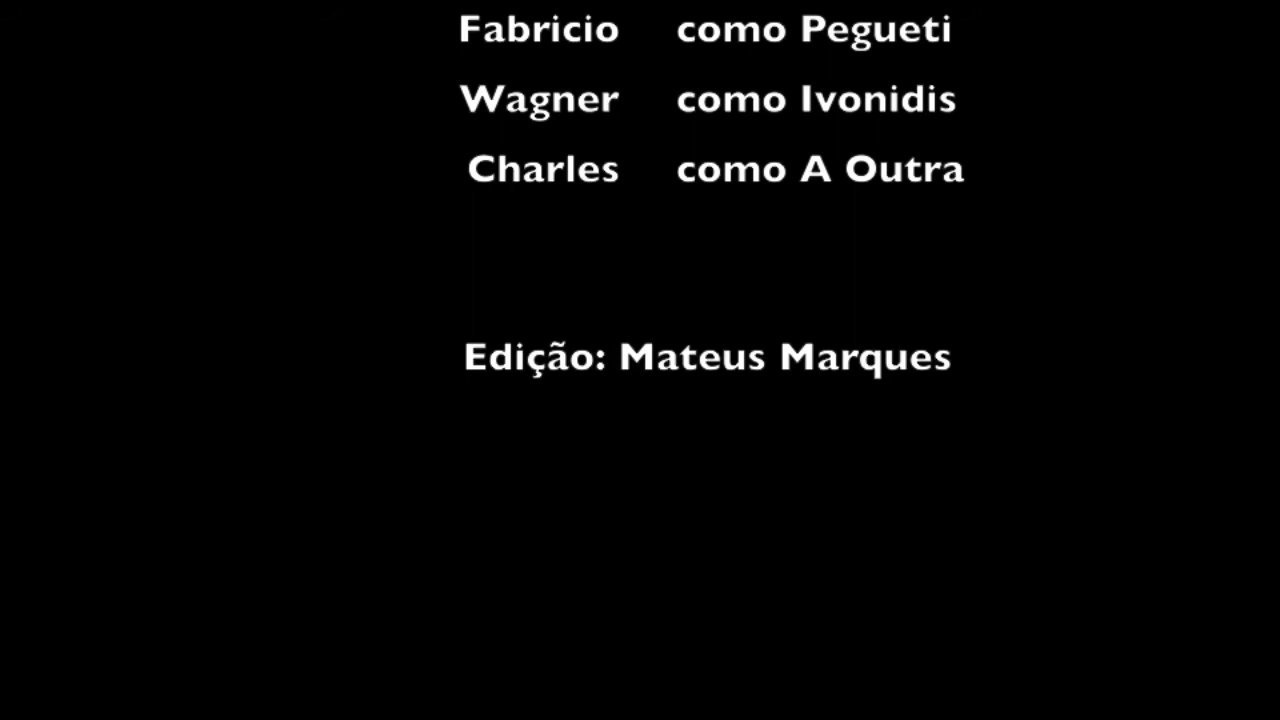 Fabricio como Pegueti
Wagner como Ivonidis
Charles como A Outra
Edição: Mateus Marques